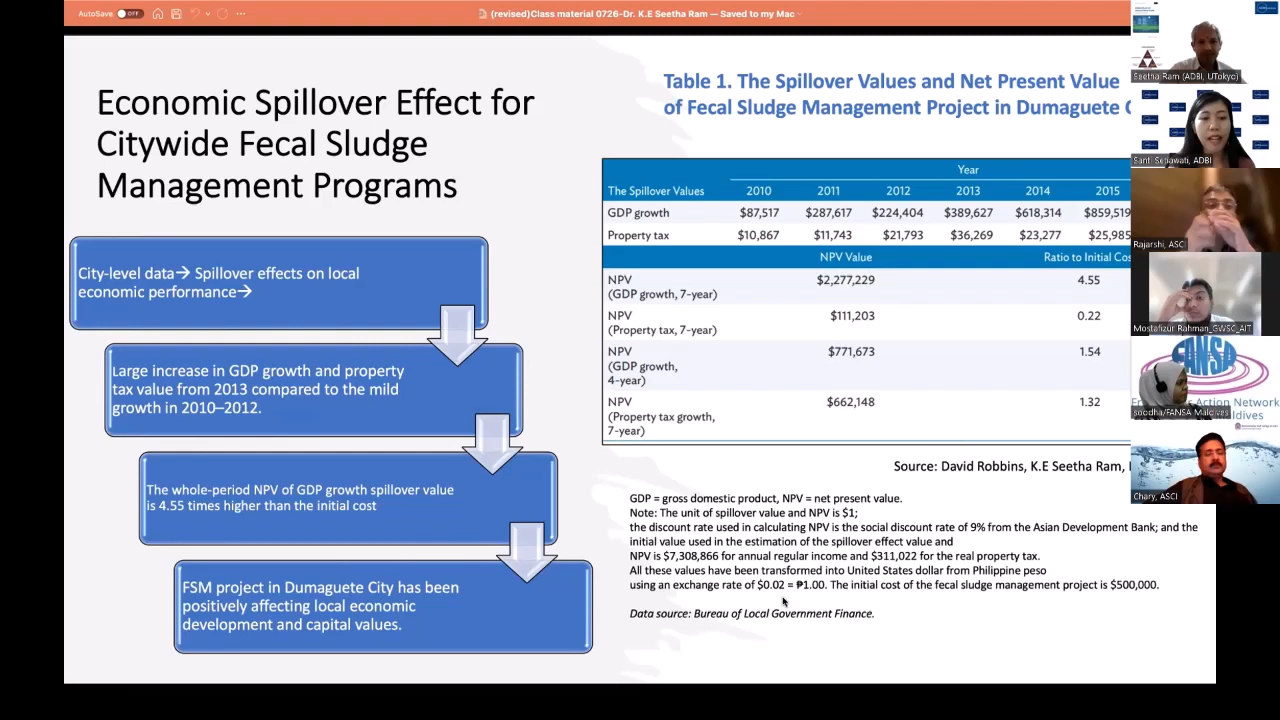 AutoSave OFF
(revised)Class material 0726-Dr. K.E Seetha Ram — Saved to my Mac
Economic Spillover Effect for
Citywide Fecal Sludge
Management Programs
City-level data→ Spillover effects on local
economic performance→
Large increase in GDP growth and property
tax value from 2013 compared to the mild
growth in 2010–2012.
The whole-period NPV of GDP growth spillover value
is 4.55 times higher than the initial cost
FSM project in Dumaguete City has been
positively affecting local economic
development and capital values.
Table 1. The Spillover Values and Net Present Value
of Fecal Sludge Management Project in Dumaguete
Year
The Spillover Values 2010 2011 2012 2013 2014 2015
GDP growth $87,517 $287,617 $224,404 $389,627 $618,314 $859,519
Property tax $10,867 $11,743 $21,793 $36,269 $23,277 $25,985
NPV Value Ratio to Initial Cos
NPV
(GDP growth, 7-year) $2,277,229 4.55
NPV
(Property tax, 7-year) $111,203 0.22
NPV
(GDP growth,
4-year) $771,673 1.54
NPV
(Property tax growth,
7-year) $662,148 1.32
Source: David Robbins, K.E Seetha Ram,
GDP = gross domestic product, NPV = net present value.
Note: The unit of spillover value and NPV is $1;
the discount rate used in calculating NPV is the social discount rate of 9% from the Asian Development Bank; and the
initial value used in the estimation of the spillover effect value and
NPV is $7,308,866 for annual regular income and $311,022 for the real property tax.
All these values have been transformed into United States dollar from Philippine peso
using an exchange rate of $0.02 = ₱1.00. The initial cost of the fecal sludge management project is $500,000.
Data source: Bureau of Local Government Finance.
Seetha Ram (ADBI, UTokyo)
Santi Setiawati, ADBI
Rajarshi, ASC
Mostafizur Rahman_GWSC_AIT
FANSA
Action Network
ldives
soodha/FANSA Maldives
Chary, ASCI